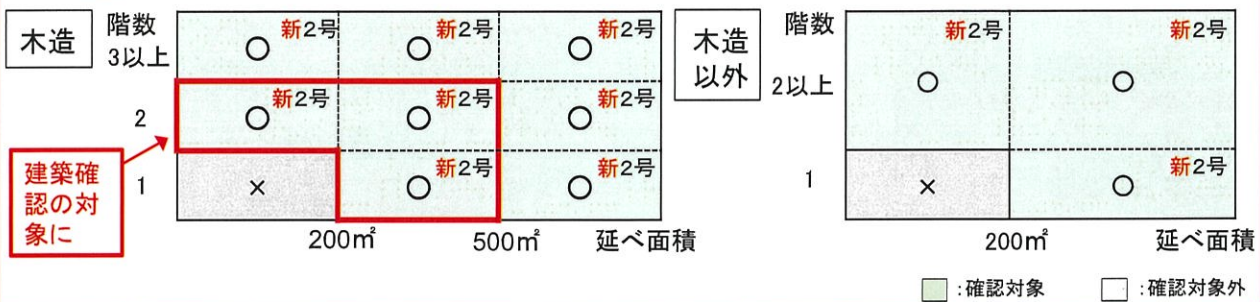 木造
階数
3以上
新2号
新2号
新2号
○
○
○
2
新2号
新2号
新2号
○
○
○
建築確
認の対
象に
1
×
新2号
新2号
○
○
200㎡
500㎡
延べ面積
木造
以外
階数
2以上
新2号
新2号
○
○
1
×
新2号
○
200㎡
延べ面積
:確認対象
:確認対象外